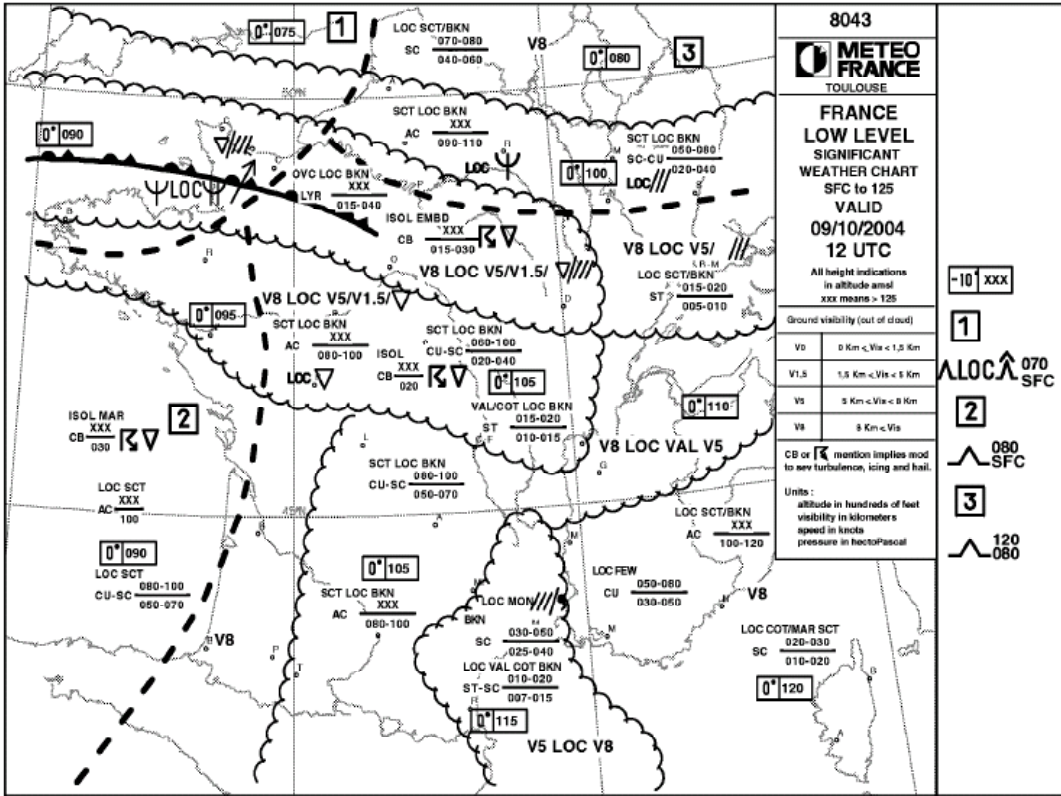 0° 075
1
LOC SCT/BKN
SC 070-080
040-060
V8
0° 080
3
50°N
0° 090
SCT LOC BKN
AC XXX
090-110
LOC
SCT LOC BKN
SC-CU 050-080
020-040
LOC
0° 100
LOC
OVC LOC BKN
LYR XXX
015-040
ISOL EMBD
CB XXX
015-030
V8 LOC V5/V1.5/
V8 LOC V5/
LOC SCT/BKN
ST 015-020
005-010
V8 LOC V5/V1.5/
0° 095
SCT LOC BKN
AC XXX
080-100
LOC
ISOL
CB XXX
020
SCT LOC BKN
CU-SC 060-100
020-040
0° 105
VAL/COT LOC BKN
ST 015-020
010-015
0° 110
V8 LOC VAL V5
ISOL MAR
CB XXX
030
2
LOC SCT
AC XXX
100
0° 090
LOC SCT
CU-SC 080-100
050-070
V8
45°N
SCT LOC BKN
CU-SC 080-100
050-070
0° 105
SCT LOC BKN
AC XXX
080-100
LOC SCT/BKN
AC XXX
100-120
LOC FEW
CU 050-080
030-050
V8
LOC MON
BKN
SC 030-050
025-040
LOC VAL COT BKN
ST-SC 010-020
007-015
0° 115
V5 LOC V8
LOC COT/MAR SCT
SC 020-030
010-020
0° 120
8043
METEO
FRANCE
TOULOUSE
FRANCE
LOW LEVEL
SIGNIFICANT
WEATHER CHART
SFC to 125
VALID
09/10/2004
12 UTC
All height indications
in altitude amsl
xxx means > 125
Ground visibility (out of cloud)
V0 0 Km < Vis < 1,5 Km
V1,5 1,5 Km < Vis < 5 Km
V5 5 Km < Vis < 8 Km
V8 8 Km < Vis
CB or mention implies mod
to sev turbulence, icing and hail.
Units :
altitude in hundreds of feet
visibility in kilometers
speed in knots
pressure in hectoPascal
-10° XXX
1
LOC 070
SFC
2
080
SFC
3
120
060